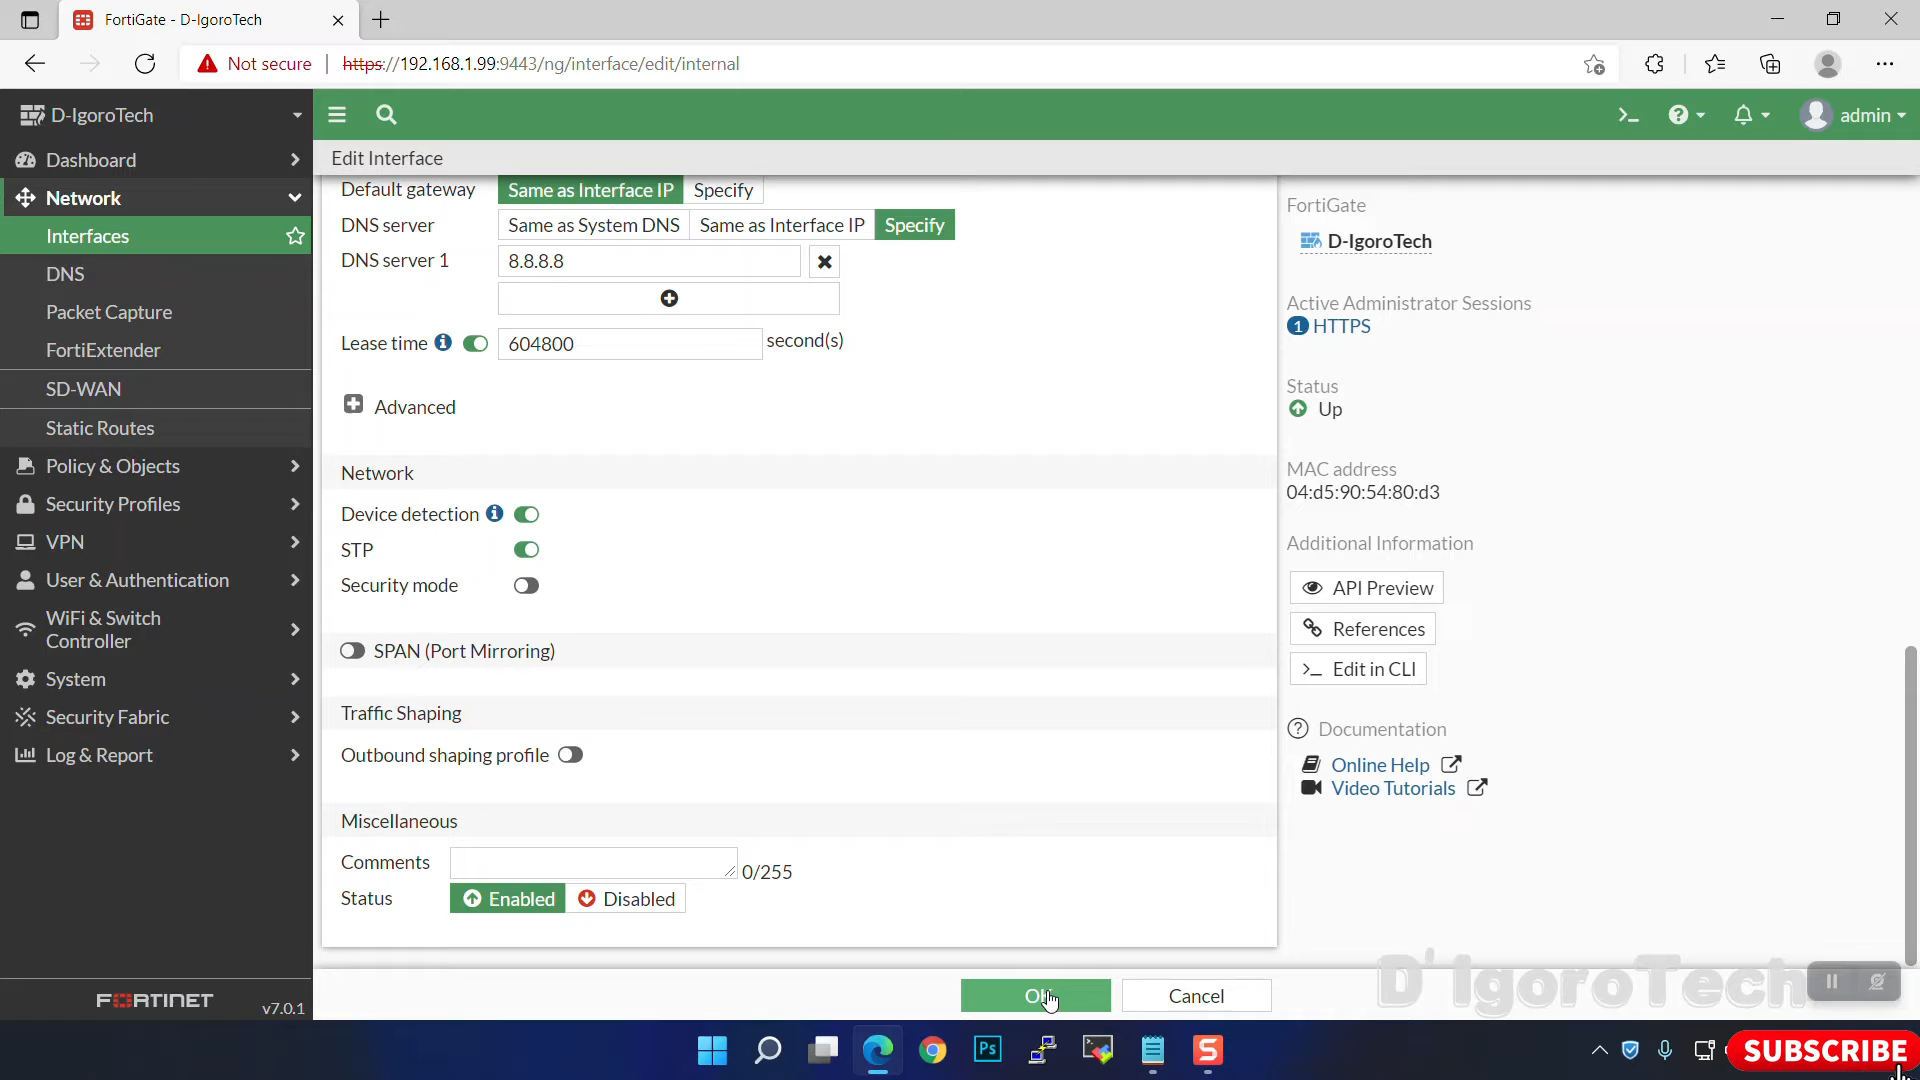 FortiGate - D-IgoroTech
Not secure
https://192.168.1.99:9443/ng/interface/edit/internal
D-IgoroTech
admin
Dashboard
Network
Interfaces
DNS
Packet Capture
FortiExtender
SD-WAN
Static Routes
Policy & Objects
Security Profiles
VPN
User & Authentication
WiFi & Switch
Controller
System
Security Fabric
Log & Report
FORTINET
v7.0.1
Edit Interface
Default gateway Same as Interface IP Specify
DNS server Same as System DNS Same as Interface IP Specify
DNS server 1 8.8.8.8
Lease time 604800 second(s)
Advanced
Network
Device detection
STP
Security mode
SPAN (Port Mirroring)
Traffic Shaping
Outbound shaping profile
Miscellaneous
Comments 0/255
Status Enabled Disabled
OK Cancel
FortiGate
D-IgoroTech
Active Administrator Sessions
1 HTTPS
Status
Up
MAC address
04:d5:90:54:80:d3
Additional Information
API Preview
References
Edit in CLI
Documentation
Online Help
Video Tutorials
D'IgoroTech
Ps
S
SUBSCRIBE